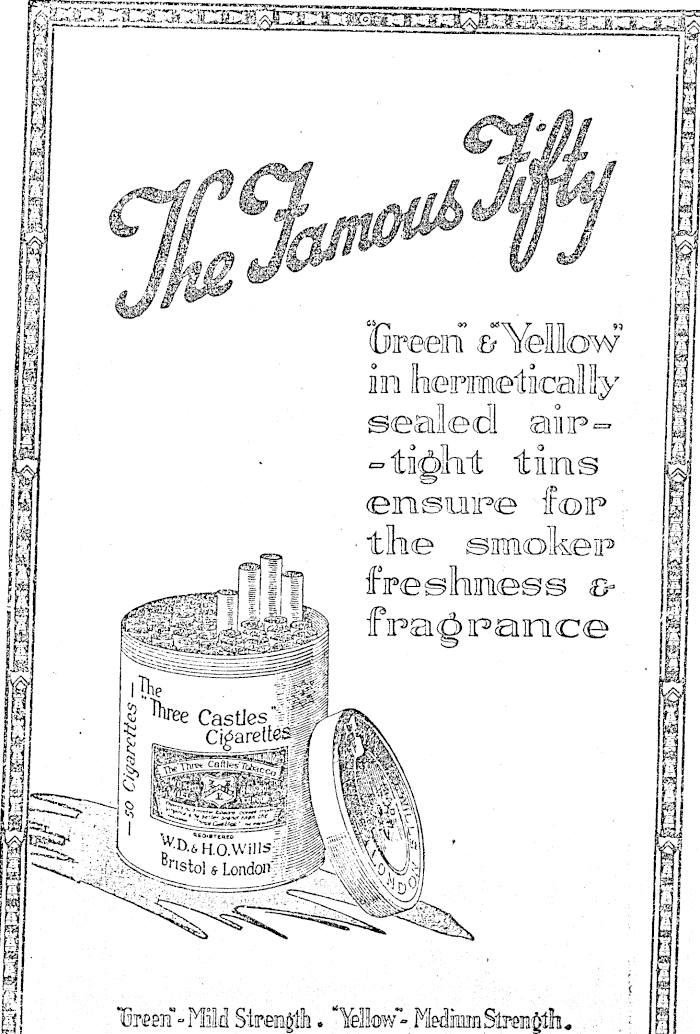 The Famous Fifty
"Green" & "Yellow"
in hermetically
sealed air-
-tight tins
ensure for
the smoker
freshness &
fragrance
— 50 Cigarettes —
The
"Three Castles"
Cigarettes
The Three Castles Tobacco
REGISTERED
W.D. & H.O. Wills
Bristol & London
WILLS
LONDON
"Green"- Mild Strength. "Yellow"- Medium Strength.